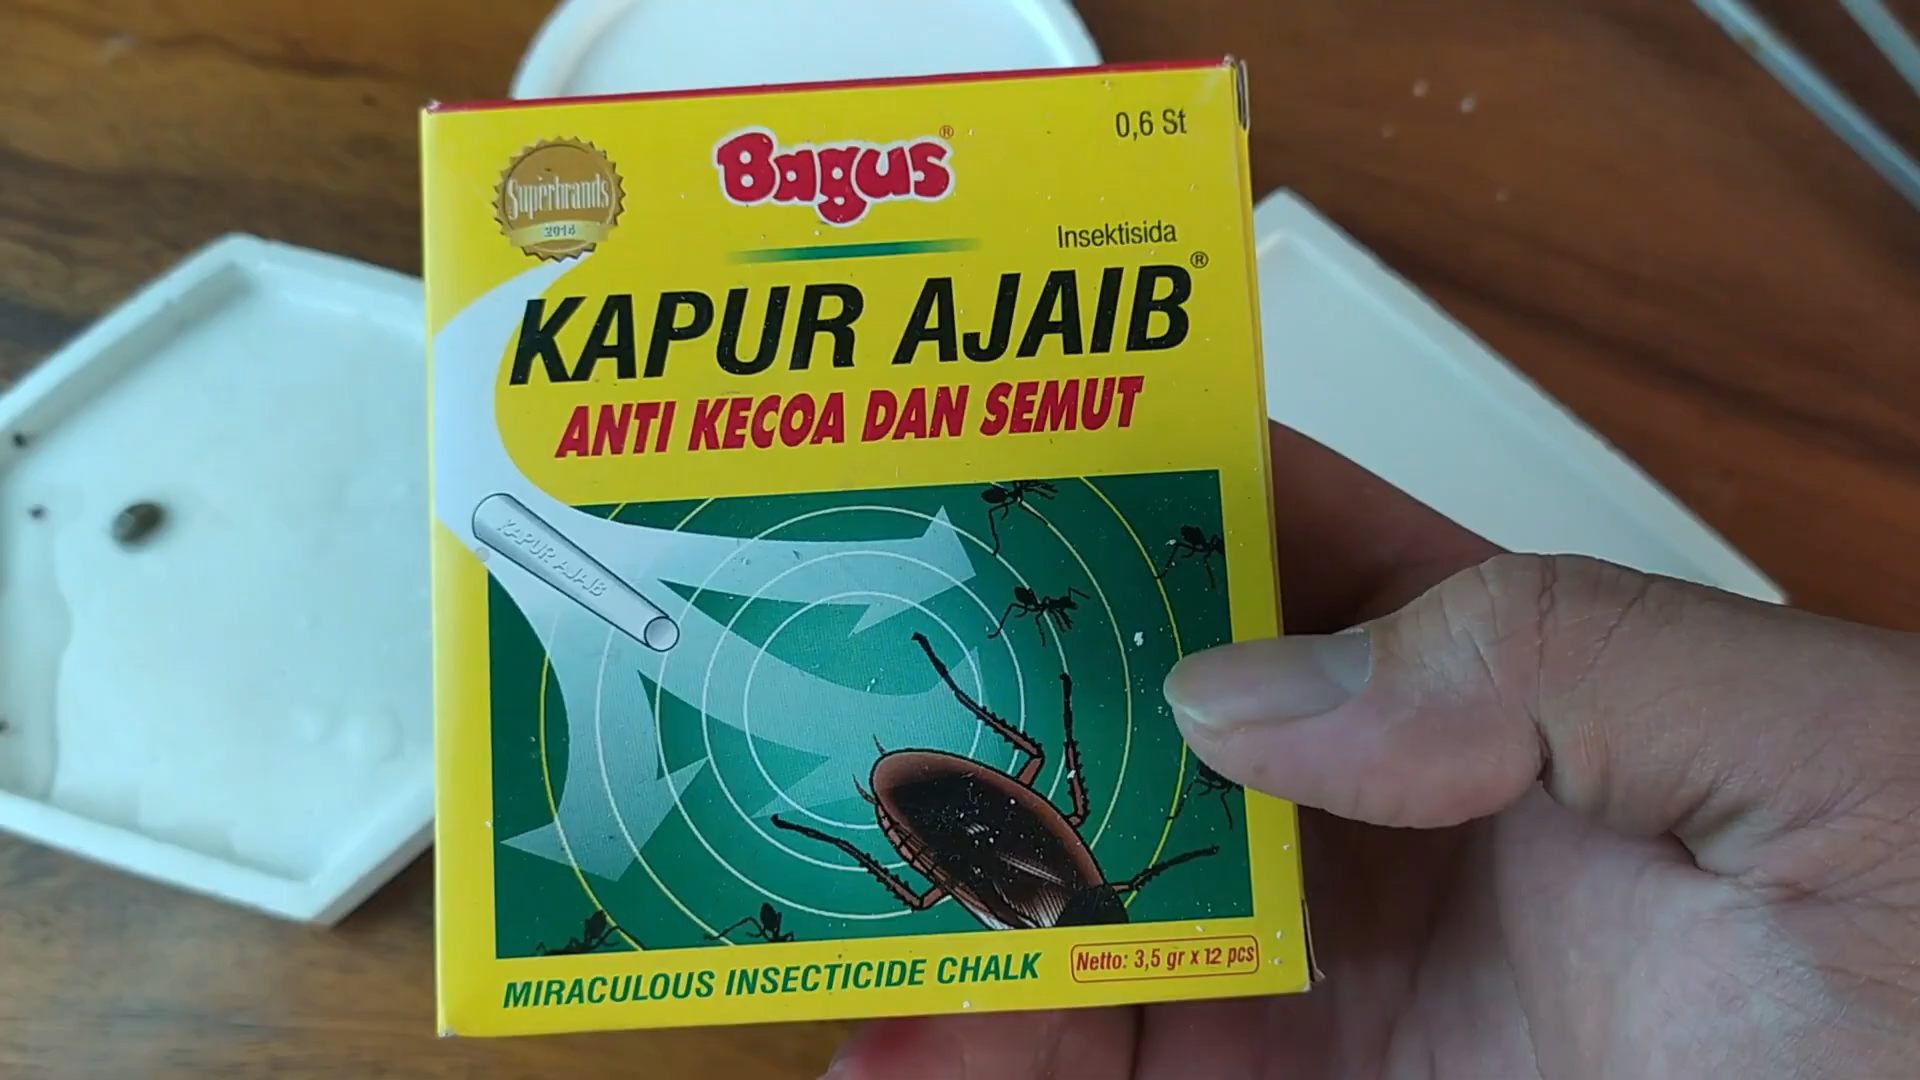 Superbrands
2014
Bagus®
0,6 St
Insektisida
KAPUR AJAIB®
ANTI KECOA DAN SEMUT
KAPUR AJAIB
MIRACULOUS INSECTICIDE CHALK
Netto: 3,5 gr x 12 pcs